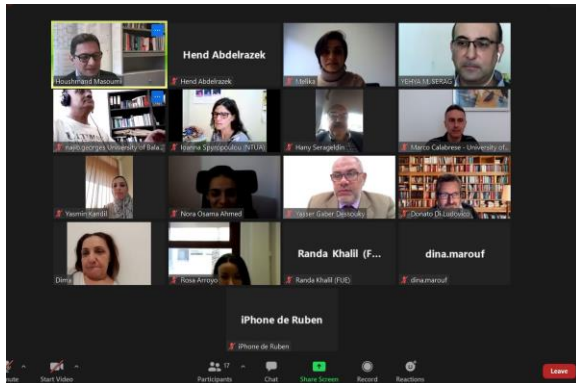 Houshmand Masoumi
Hend Abdelrazek
Hend Abdelrazek
Melika
YEHYA M. SERAG
najib.georges University of Bala...
Ioanna Spyropoulou (NTUA)
Hany Serageldin
Marco Calabrese - University of...
Yasmin Kandil
Nora Osama Ahmed
Yasser Gaber Dessouky
Donato Di Ludovico
Dima
Rosa Arroyo
Randa Khalil (F...
Randa Khalil (FUE)
dina.marouf
dina.marouf
iPhone de Ruben
iPhone de Ruben
Start Video
Participants
17
Chat
Share Screen
Record
Reactions
Leave